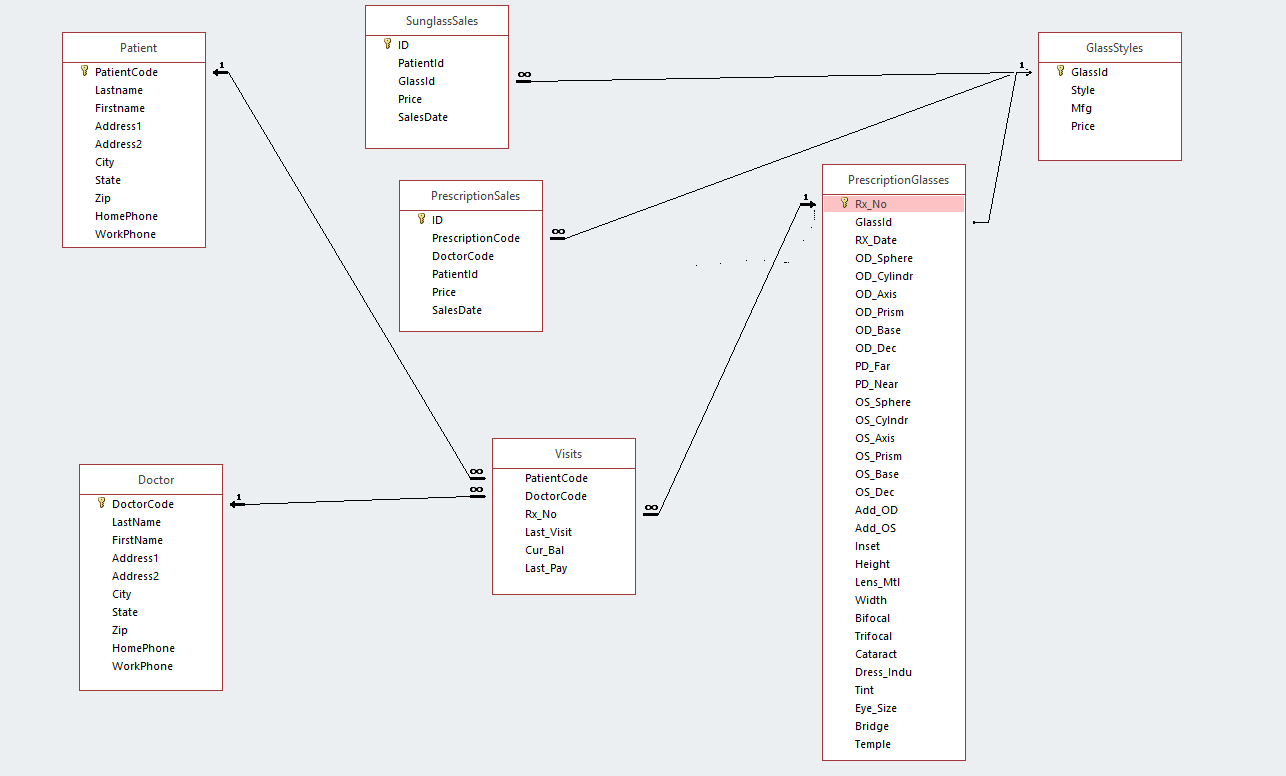 Patient
PatientCode
Lastname
Firstname
Address1
Address2
City
State
Zip
HomePhone
WorkPhone
1
SunglassSales
ID
PatientId
GlassId
Price
SalesDate
∞
1
GlassStyles
GlassId
Style
Mfg
Price
PrescriptionSales
ID
PrescriptionCode
DoctorCode
PatientId
Price
SalesDate
∞
1
PrescriptionGlasses
Rx_No
GlassId
RX_Date
OD_Sphere
OD_Cylindr
OD_Axis
OD_Prism
OD_Base
OD_Dec
PD_Far
PD_Near
OS_Sphere
OS_Cylndr
OS_Axis
OS_Prism
OS_Base
OS_Dec
Add_OD
Add_OS
Inset
Height
Lens_Mtl
Width
Bifocal
Trifocal
Cataract
Dress_Indu
Tint
Eye_Size
Bridge
Temple
Doctor
DoctorCode
LastName
FirstName
Address1
Address2
City
State
Zip
HomePhone
WorkPhone
1
∞
∞
Visits
PatientCode
DoctorCode
Rx_No
Last_Visit
Cur_Bal
Last_Pay
∞